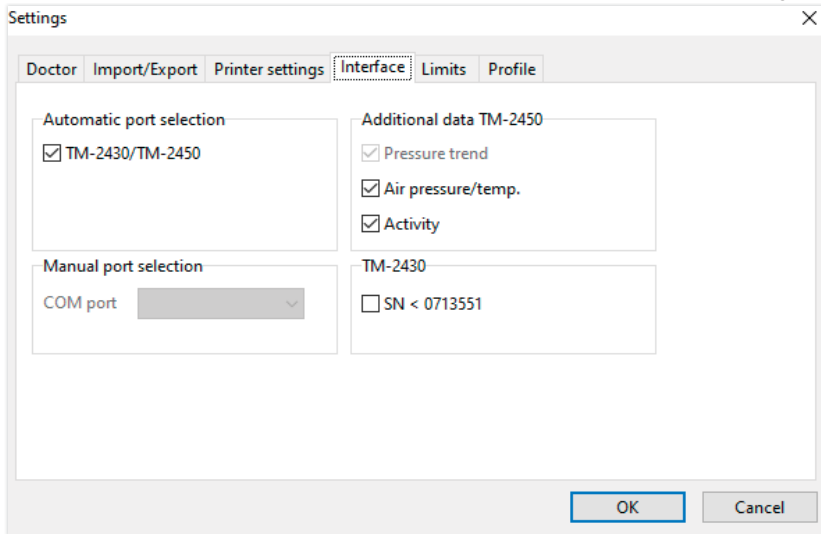 Settings
Doctor Import/Export Printer settings Interface Limits Profile
Automatic port selection
TM-2430/TM-2450
Additional data TM-2450
Pressure trend
Air pressure/temp.
Activity
Manual port selection
COM port
TM-2430
SN < 0713551
OK Cancel